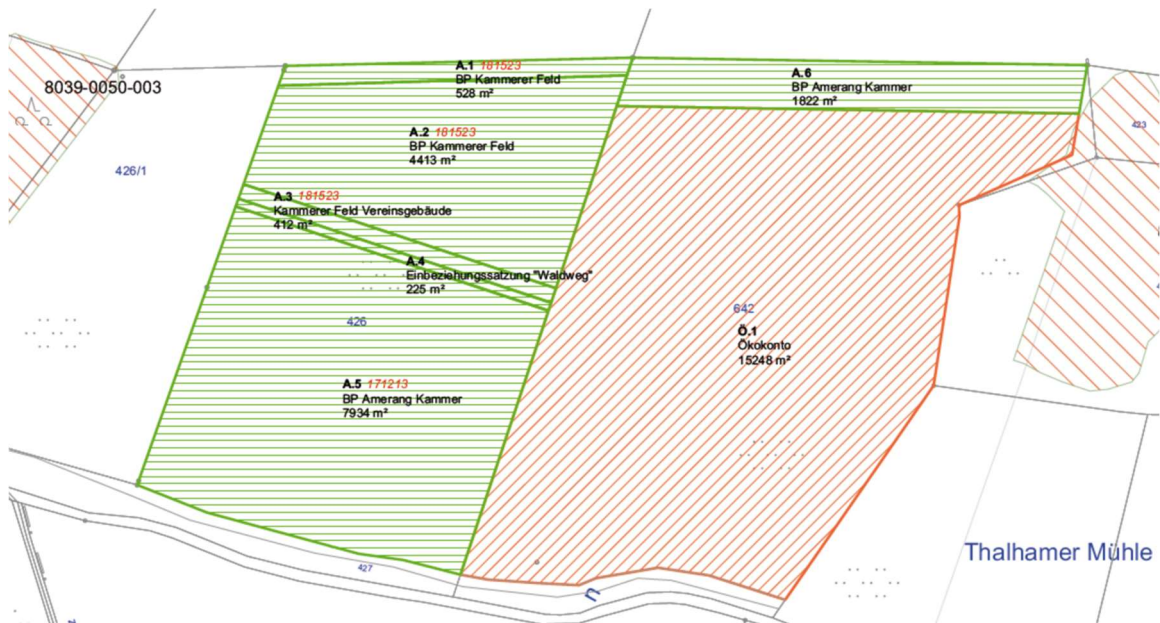 A.1 181523
BP Kammerer Feld
528 m²
A.6
BP Amerang Kammer
1822 m²
8039-0050-003
423
A.2 181523
BP Kammerer Feld
4413 m²
426/1
A.3 181523
Kammerer Feld Vereinsgebäude
412 m²
A.4
Einbeziehungssatzung "Waldweg"
225 m²
642
426
Ö.1
Ökokonto
15248 m²
A.5 171213
BP Amerang Kammer
7934 m²
Thalhamer Mühle
427
n